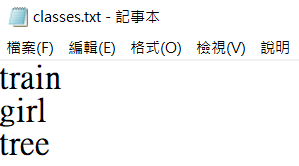 classes.txt - 記事本
檔案(F) 編輯(E) 格式(O) 檢視(V) 說明
train
girl
tree